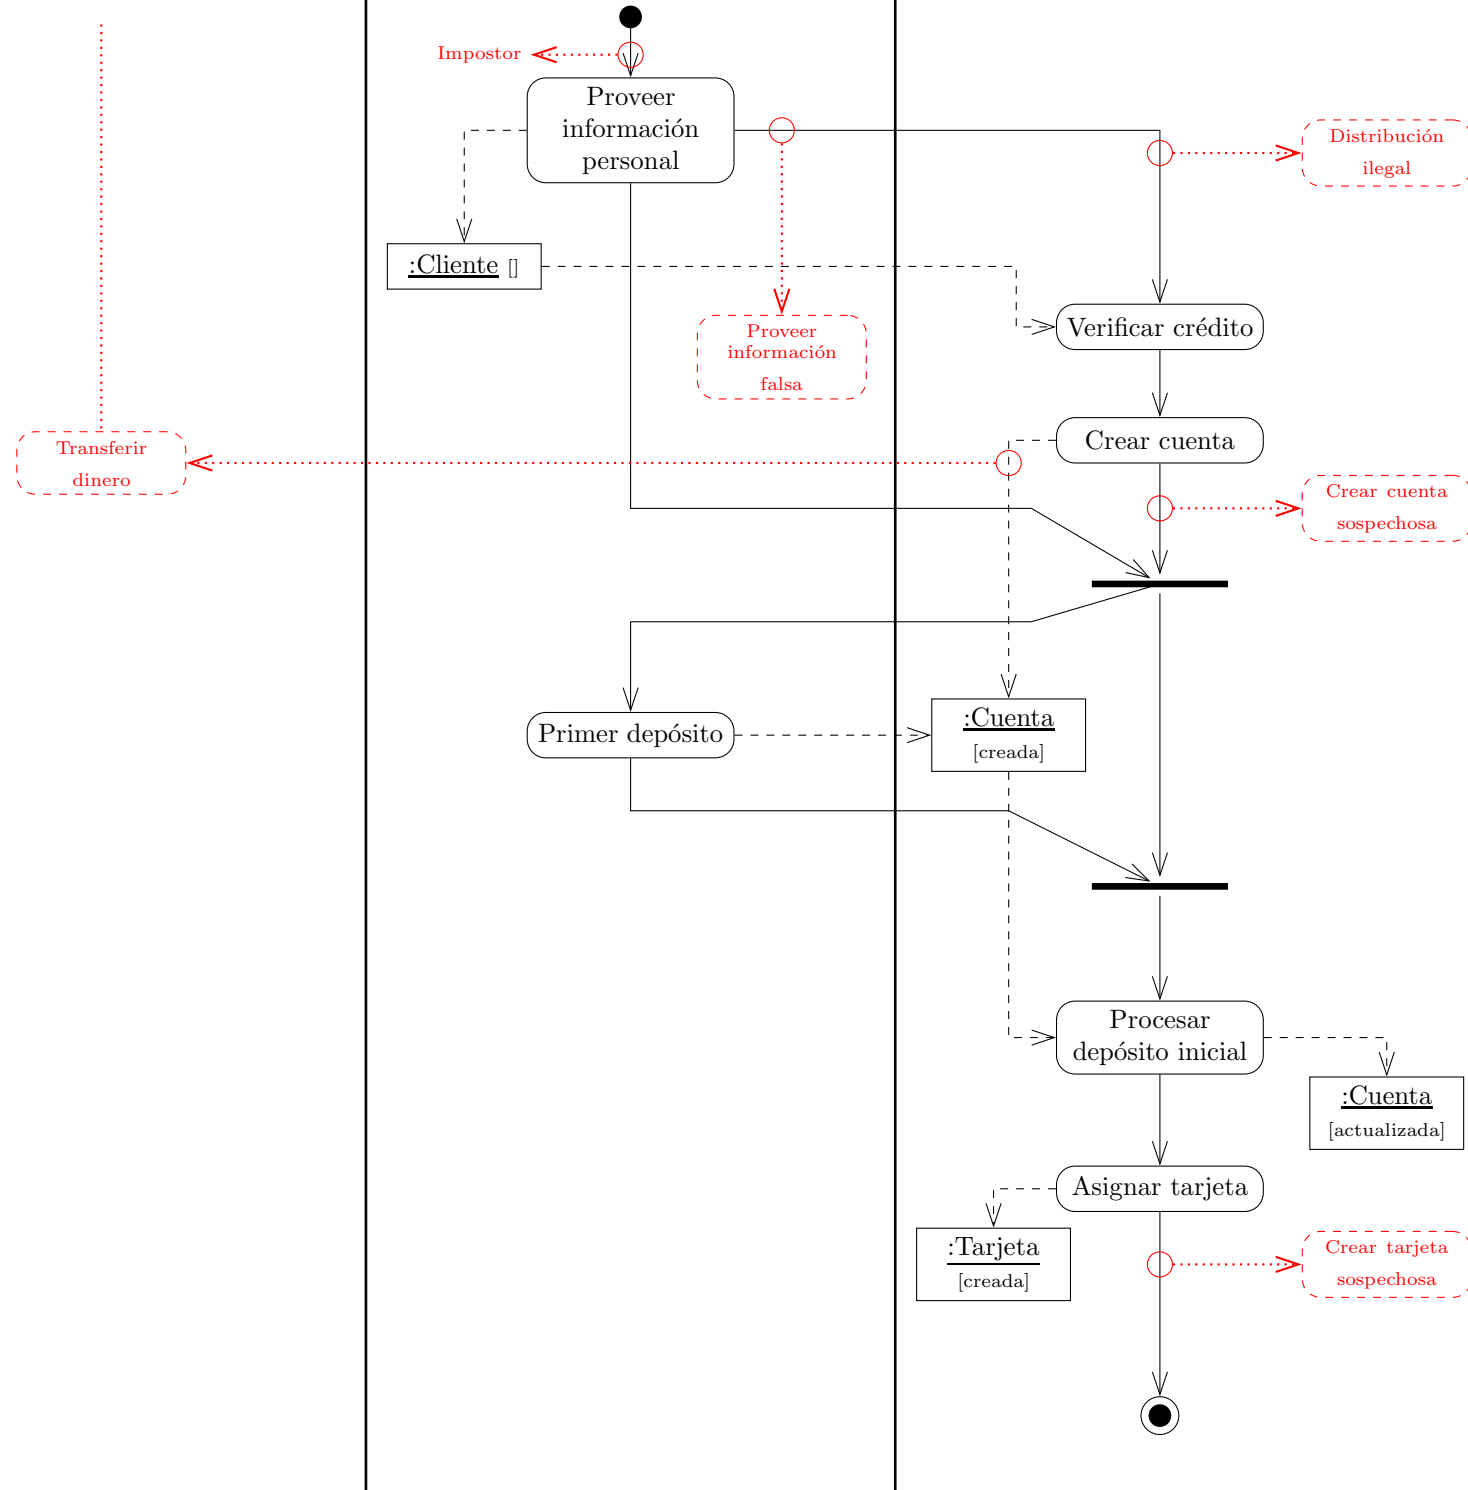 Impostor
Proveer
información
personal
Distribución
ilegal
:Cliente []
Verificar crédito
Proveer
información
falsa
Crear cuenta
Transferir
dinero
Crear cuenta
sospechosa
Primer depósito
:Cuenta
[creada]
Procesar
depósito inicial
:Cuenta
[actualizada]
Asignar tarjeta
:Tarjeta
[creada]
Crear tarjeta
sospechosa